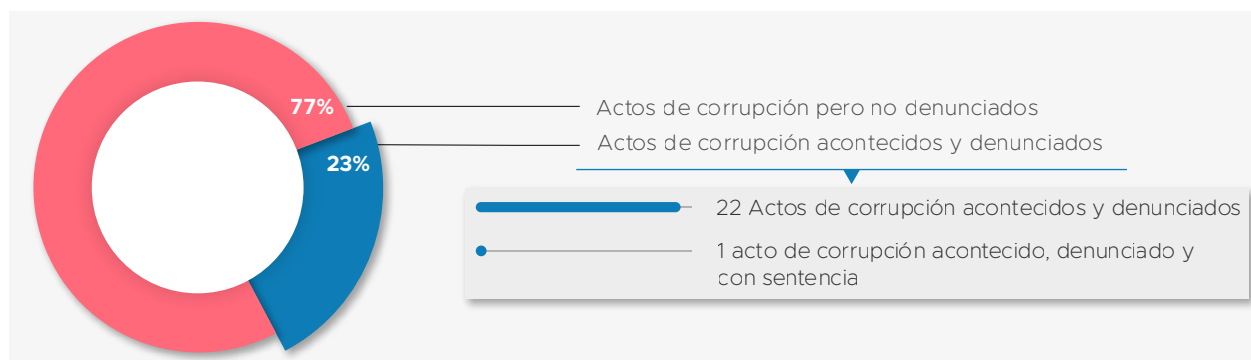 77%
Actos de corrupción pero no denunciados
Actos de corrupción acontecidos y denunciados
23%
22 Actos de corrupción acontecidos y denunciados
1 acto de corrupción acontecido, denunciado y
con sentencia